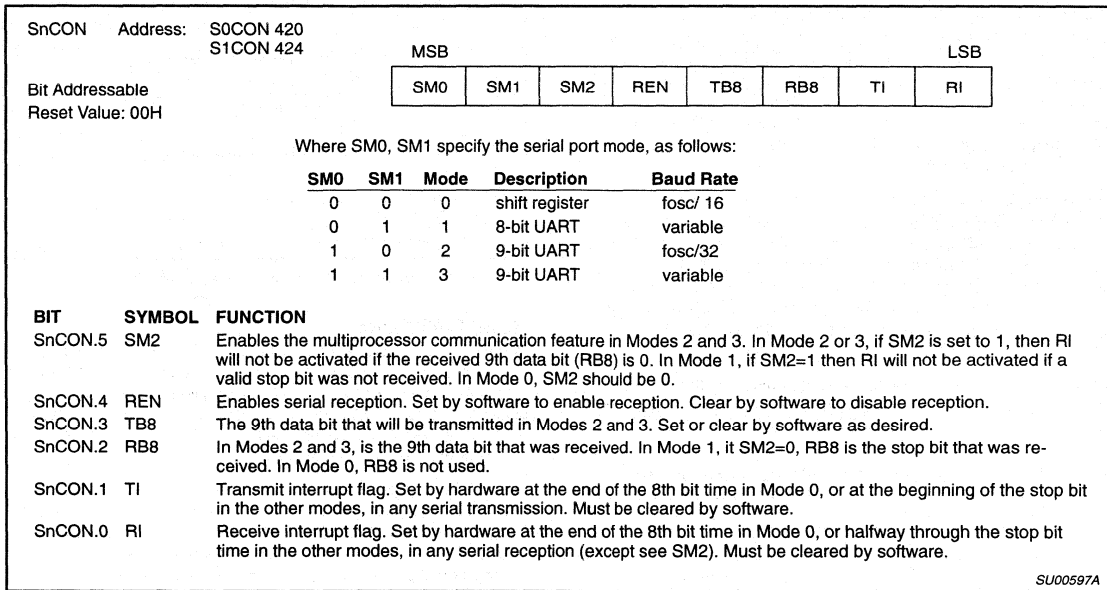 SnCON Address: S0CON 420
S1CON 424
MSB LSB
Bit Addressable SM0 SM1 SM2 REN TB8 RB8 TI RI
Reset Value: 00H
Where SM0, SM1 specify the serial port mode, as follows:
SM0 SM1 Mode Description Baud Rate
0 0 0 shift register fosc/ 16
0 1 1 8-bit UART variable
1 0 2 9-bit UART fosc/32
1 1 3 9-bit UART variable
BIT SYMBOL FUNCTION
SnCON.5 SM2 Enables the multiprocessor communication feature in Modes 2 and 3. In Mode 2 or 3, if SM2 is set to 1, then RI
will not be activated if the received 9th data bit (RB8) is 0. In Mode 1, if SM2=1 then RI will not be activated if a
valid stop bit was not received. In Mode 0, SM2 should be 0.
SnCON.4 REN Enables serial reception. Set by software to enable reception. Clear by software to disable reception.
SnCON.3 TB8 The 9th data bit that will be transmitted in Modes 2 and 3. Set or clear by software as desired.
SnCON.2 RB8 In Modes 2 and 3, is the 9th data bit that was received. In Mode 1, it SM2=0, RB8 is the stop bit that was re-
ceived. In Mode 0, RB8 is not used.
SnCON.1 TI Transmit interrupt flag. Set by hardware at the end of the 8th bit time in Mode 0, or at the beginning of the stop bit
in the other modes, in any serial transmission. Must be cleared by software.
SnCON.0 RI Receive interrupt flag. Set by hardware at the end of the 8th bit time in Mode 0, or halfway through the stop bit
time in the other modes, in any serial reception (except see SM2). Must be cleared by software.
SU00597A